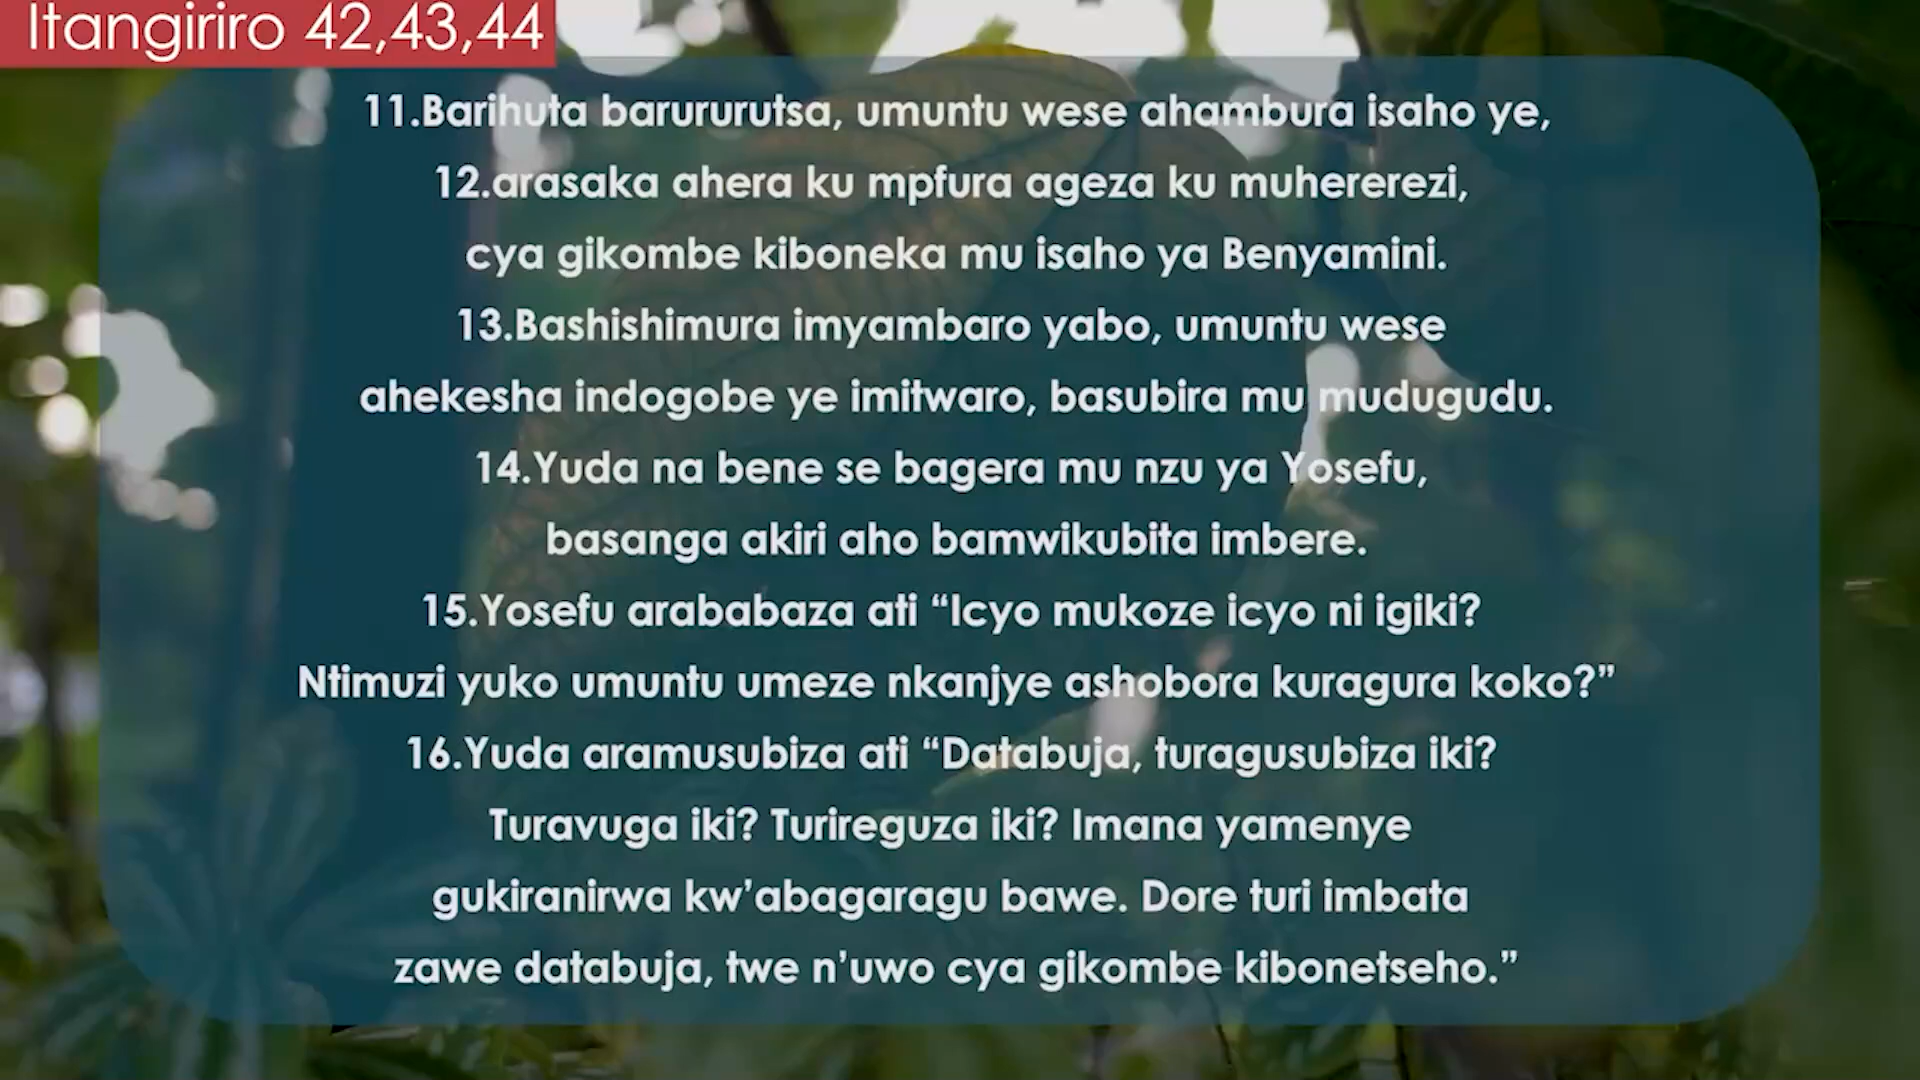 Itangiriro 42,43,44
11.Barihuta barururutsa, umuntu wese ahambura isaho ye,
12.arasaka ahera ku mpfura ageza ku muhererezi,
cya gikombe kiboneka mu isaho ya Benyamini.
13.Bashishimura imyambaro yabo, umuntu wese
ahekesha indogobe ye imitwaro, basubira mu mudugudu.
14.Yuda na bene se bagera mu nzu ya Yosefu,
basanga akiri aho bamwikubita imbere.
15.Yosefu arababaza ati “Icyo mukoze icyo ni igiki?
Ntimuzi yuko umuntu umeze nkanjye ashobora kuragura koko?”
16.Yuda aramusubiza ati “Databuja, turagusubiza iki?
Turavuga iki? Turireguza iki? Imana yamenye
gukiranirwa kw’abagaragu bawe. Dore turi imbata
zawe databuja, twe n’uwo cya gikombe kibonetseho.”